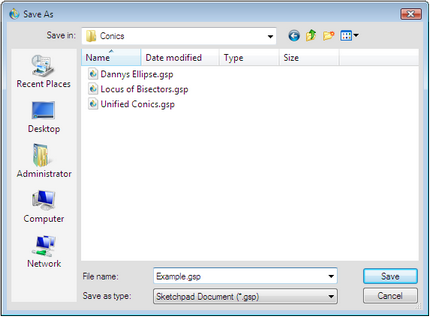 Save As
Save in: Conics
Name Date modified Type Size
Dannys Ellipse.gsp
Locus of Bisectors.gsp
Unified Conics.gsp
Recent Places
Desktop
Administrator
Computer
Network
File name: Example.gsp Save
Save as type: Sketchpad Document (*.gsp) Cancel